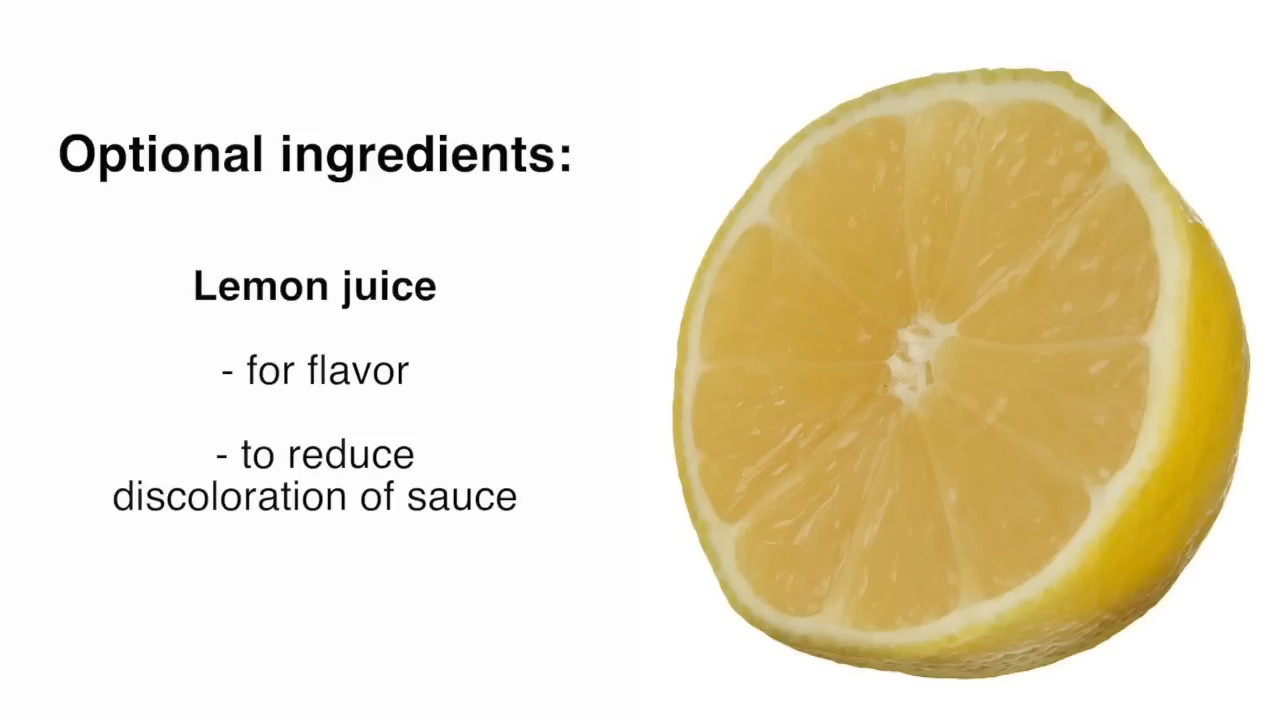 Optional ingredients:
Lemon juice
- for flavor
- to reduce
discoloration of sauce